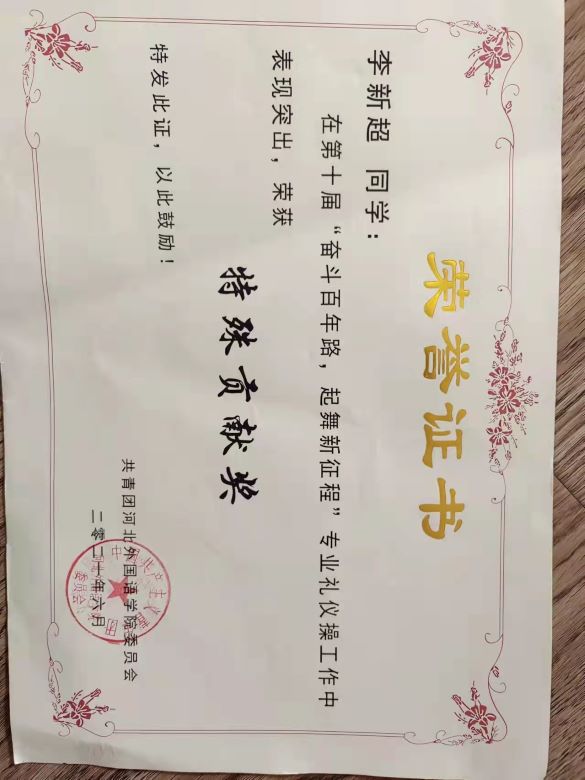 荣誉证书
李新超 同学：
在第十届“奋斗百年路，起舞新征程”专业礼仪操工作中
表现突出，荣获
特殊贡献奖
特发此证，以此鼓励！
共青团河北外国语学院委员会
二零二一年六月